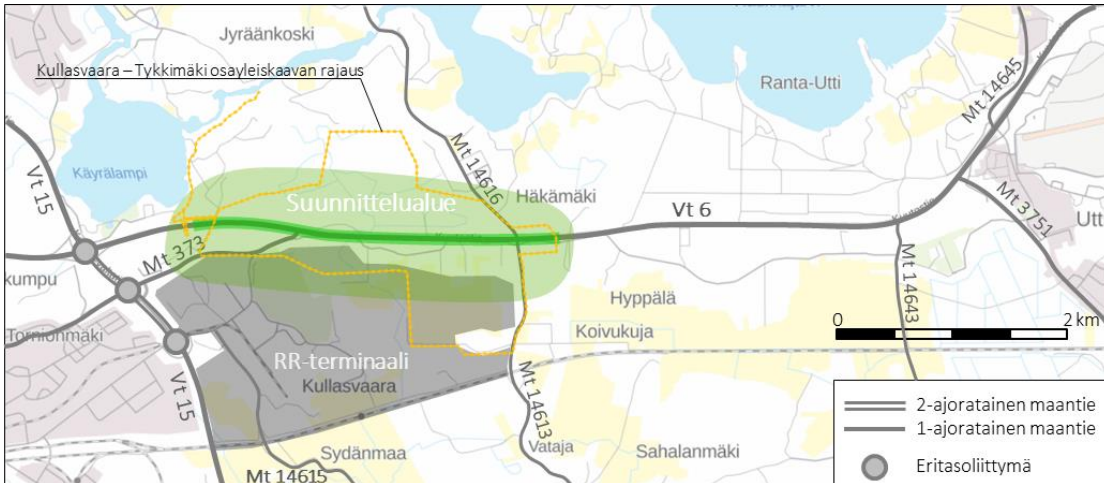 Jyräänkoski
Kullasvaara – Tykkimäki osayleiskaavan rajaus
Ranta-Utti
Mt 14645
Käyrälampi
Vt 15
Mt 14616
Häkämäki
Suunnittelualue
Vt 6
Mt 3751
Utt
Mt 373
kumpu
Tornionmäki
Hyppälä
Mt 14643
Koivukuja
0 2 km
RR-terminaali
Kullasvaara
Vt 15
Mt 14613
Sydänmaa
Vataja
Sahalanmäki
Mt 14615
2-ajoratainen maantie
1-ajoratainen maantie
Eritasoliittymä